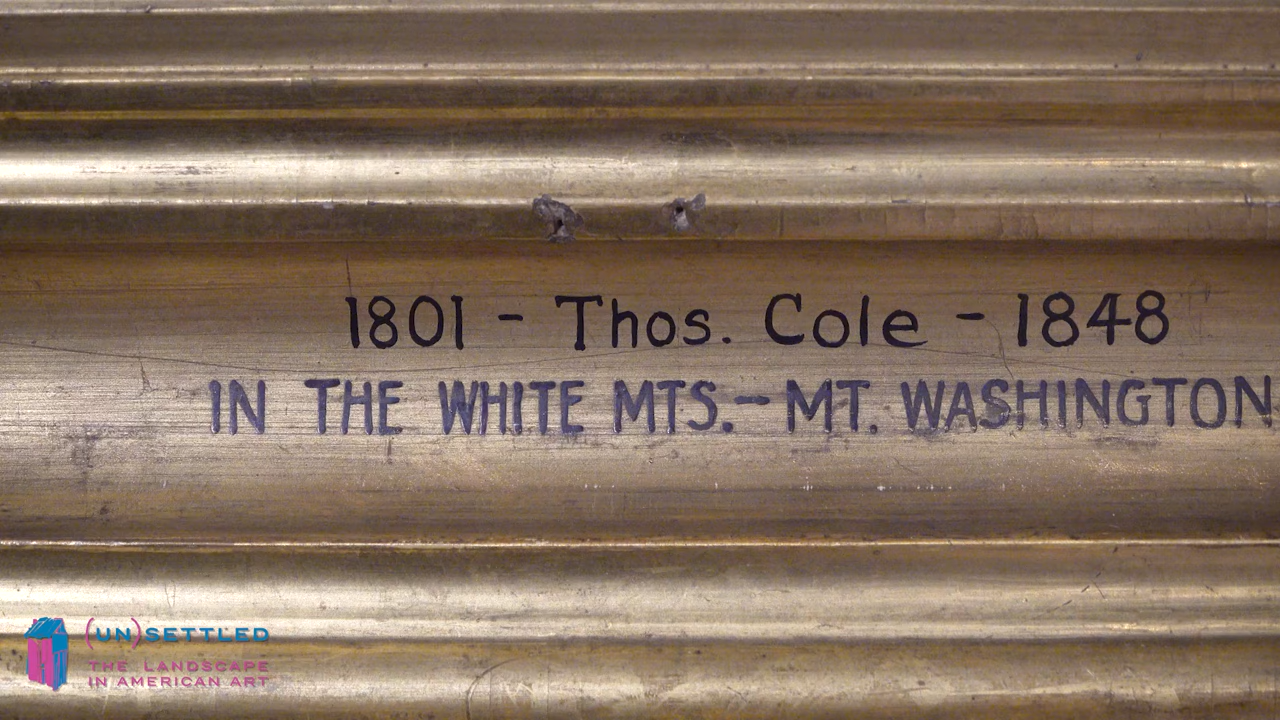 1801 - Thos. Cole - 1848
IN THE WHITE MTS. - MT. WASHINGTON
(UN)SETTLED
THE LANDSCAPE
IN AMERICAN ART